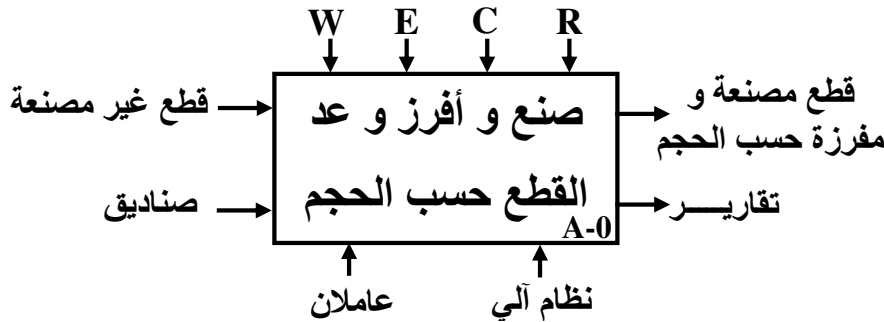 W E C R
قطع غير مصنعة
صنع و أفرز و عد
قطع مصنعة و
مفرزة حسب الحجم
صناديق
القطع حسب الحجم
تقاريـــر
A-0
عاملان
نظام آلي